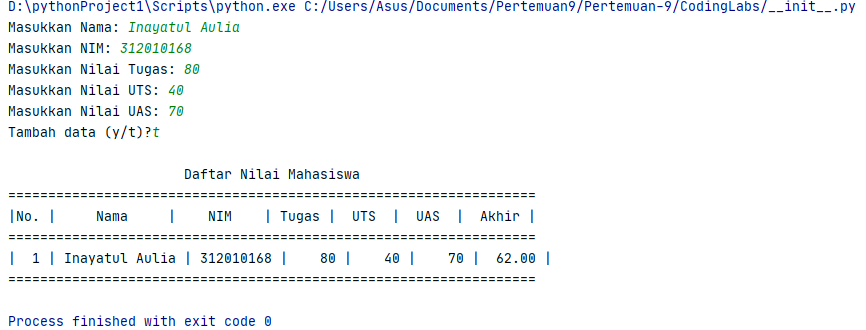 D:\pythonProject1\Scripts\python.exe C:/Users/Asus/Documents/Pertemuan9/Pertemuan-9/CodingLabs/__init__.py
Masukkan Nama: Inayatul Aulia
Masukkan NIM: 312010168
Masukkan Nilai Tugas: 80
Masukkan Nilai UTS: 40
Masukkan Nilai UAS: 70
Tambah data (y/t)?t
                      Daftar Nilai Mahasiswa
==================================================================
|No. |     Nama     |    NIM    | Tugas |  UTS  |  UAS  |  Akhir |
==================================================================
|  1 | Inayatul Aulia | 312010168 |    80 |    40 |    70 |  62.00 |
==================================================================
Process finished with exit code 0